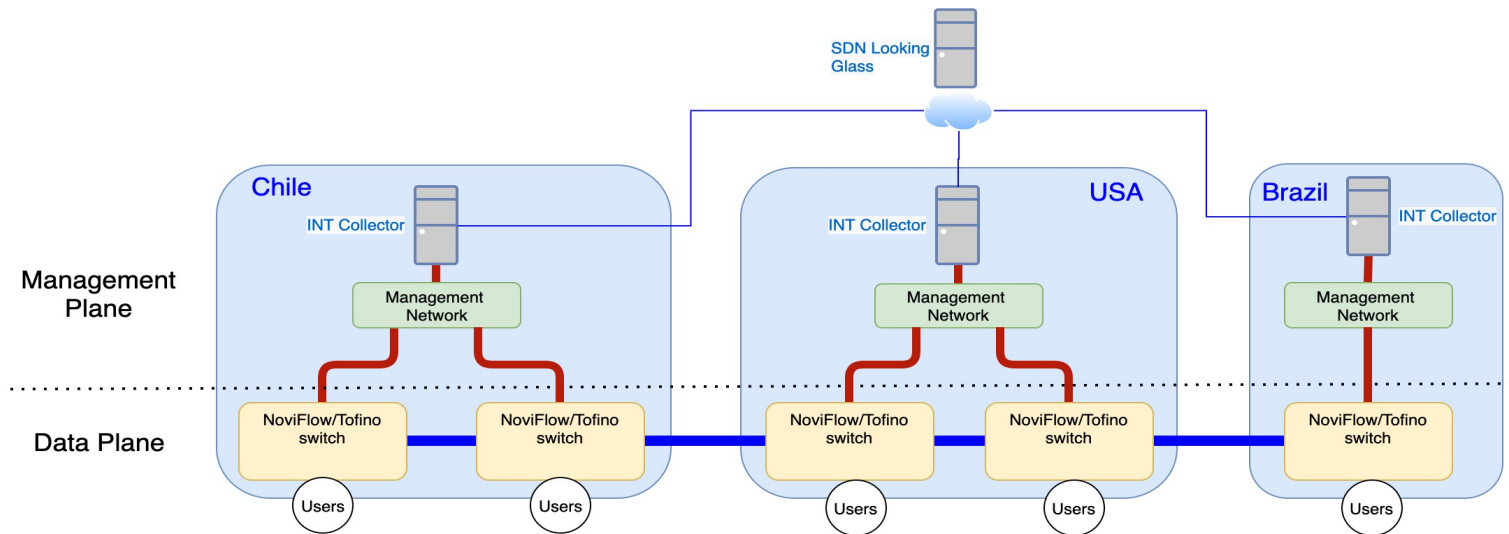 SDN Looking
Glass
Chile
USA
Brazil
INT Collector
INT Collector
INT Collector
Management
Plane
Management
Network
Management
Network
Management
Network
Data Plane
NoviFlow/Tofino
switch
NoviFlow/Tofino
switch
NoviFlow/Tofino
switch
NoviFlow/Tofino
switch
NoviFlow/Tofino
switch
Users
Users
Users
Users
Users